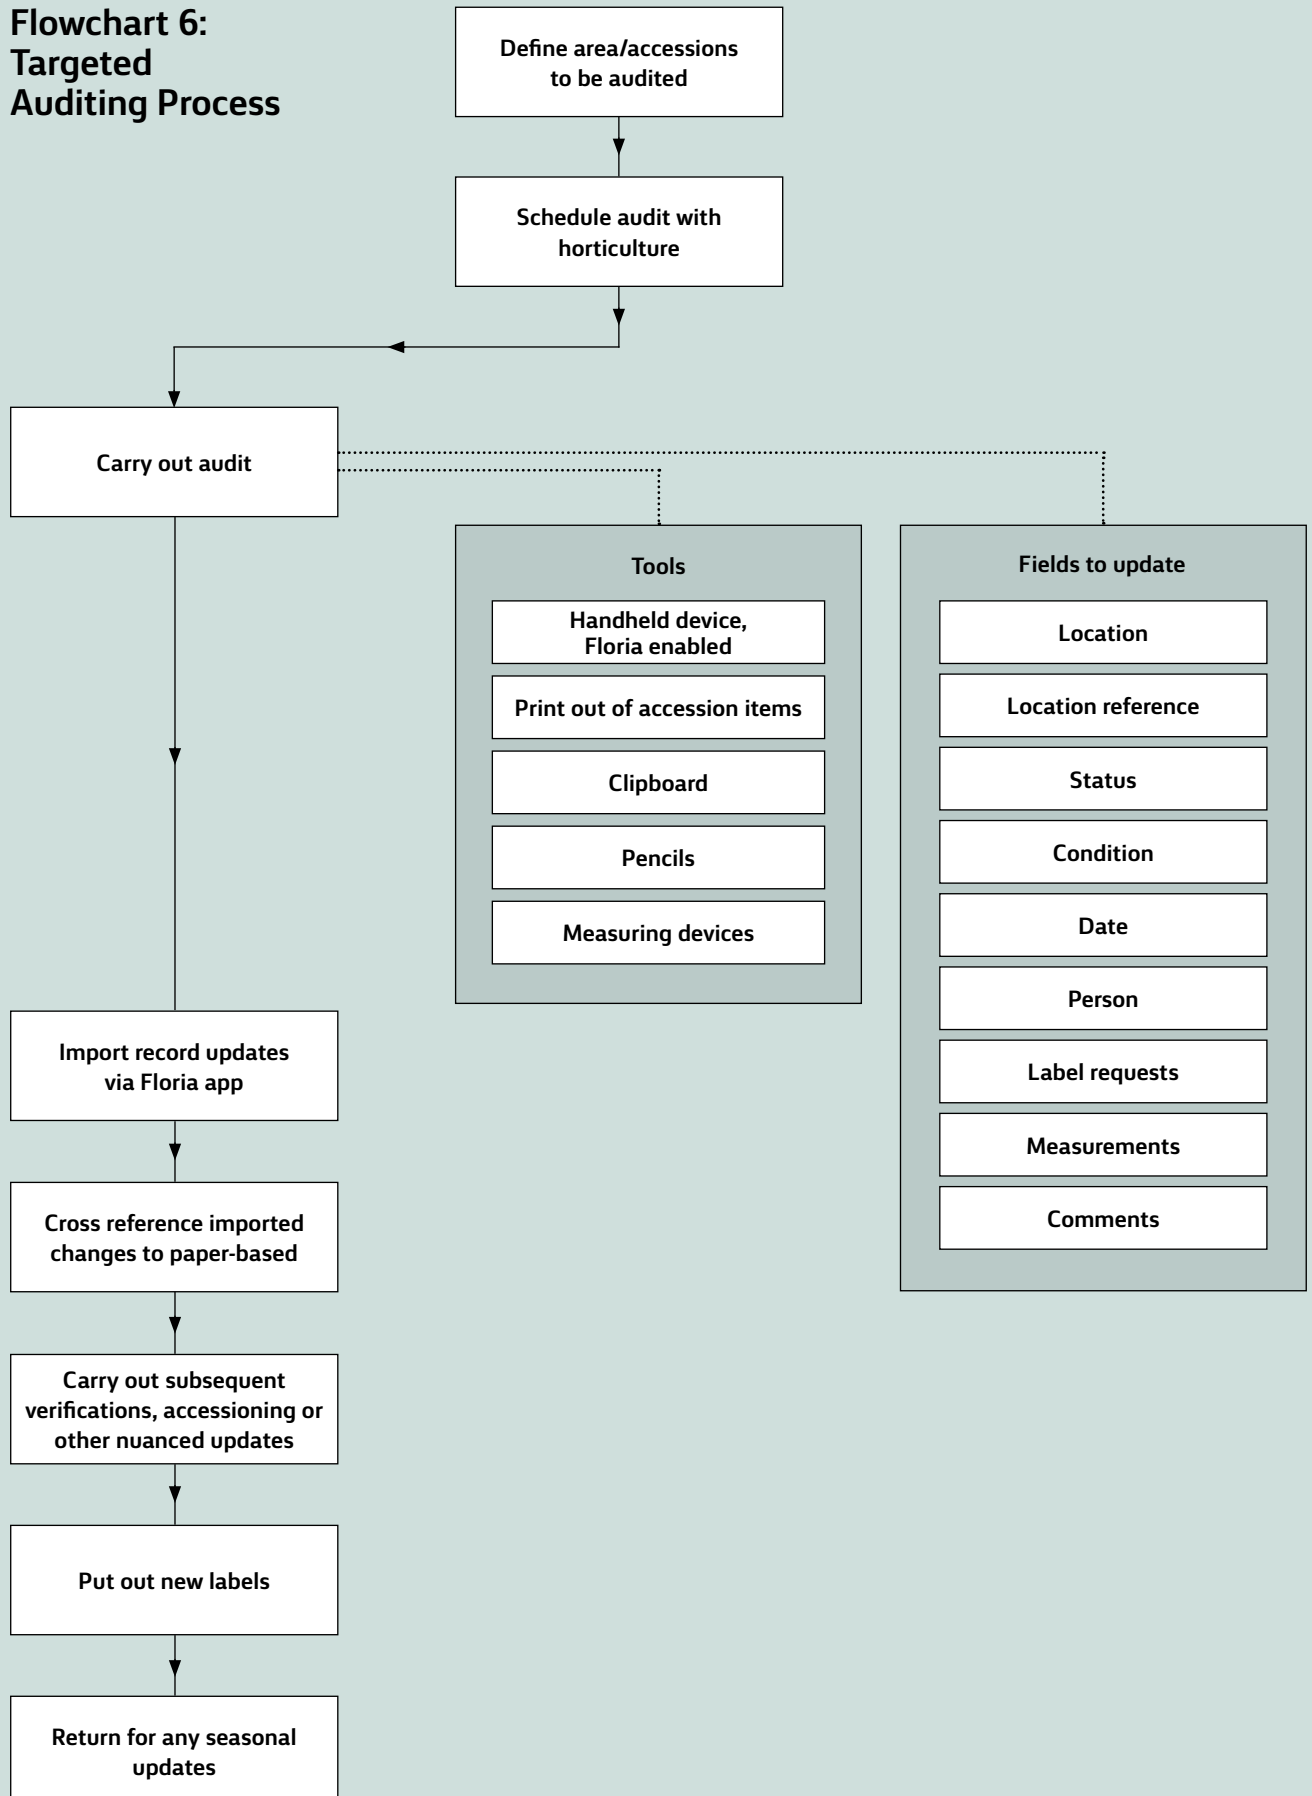 Flowchart 6:
Targeted
Auditing Process
Define area/accessions
to be audited
Schedule audit with
horticulture
Carry out audit
Tools
Handheld device,
Floria enabled
Print out of accession items
Clipboard
Pencils
Measuring devices
Fields to update
Location
Location reference
Status
Condition
Date
Person
Label requests
Measurements
Comments
Import record updates
via Floria app
Cross reference imported
changes to paper-based
Carry out subsequent
verifications, accessioning or
other nuanced updates
Put out new labels
Return for any seasonal
updates